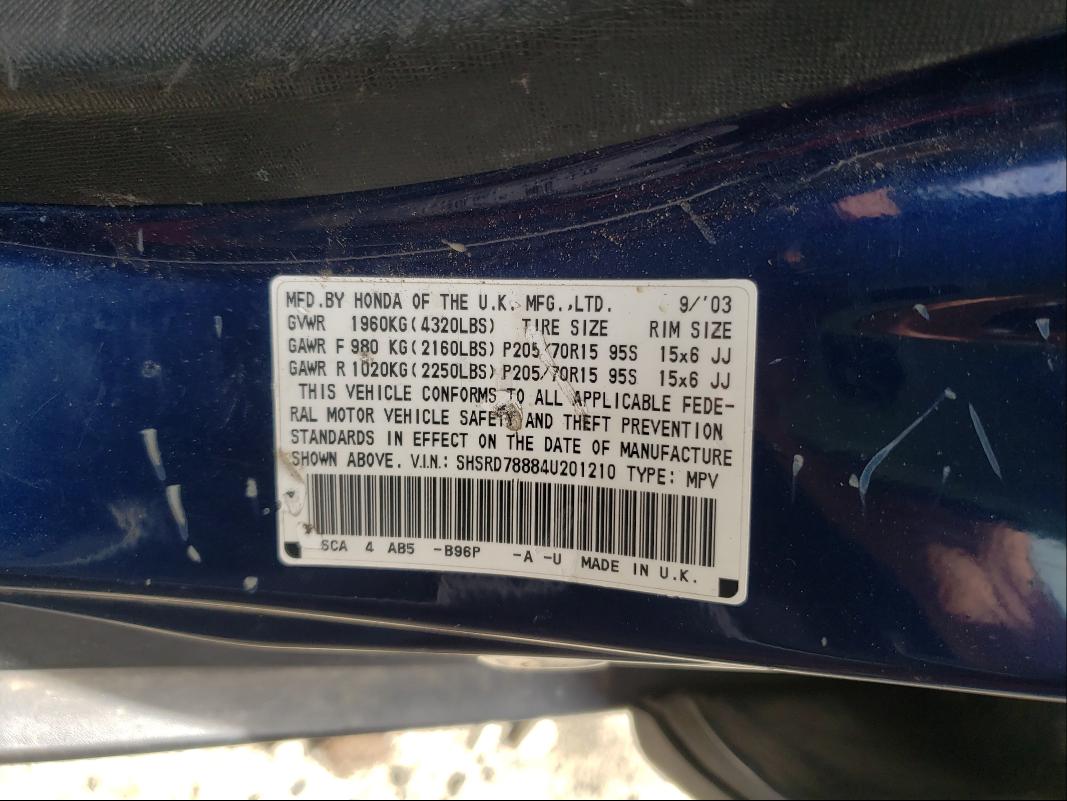 MFD.BY HONDA OF THE U.K. MFG.,LTD. 9/'03
GVWR 1960KG(4320LBS) TIRE SIZE RIM SIZE
GAWR F 980 KG(2160LBS) P205/70R15 95S 15x6 JJ
GAWR R 1020KG(2250LBS) P205/70R15 95S 15x6 JJ
THIS VEHICLE CONFORMS TO ALL APPLICABLE FEDE-
RAL MOTOR VEHICLE SAFETY AND THEFT PREVENTION
STANDARDS IN EFFECT ON THE DATE OF MANUFACTURE
SHOWN ABOVE. V.I.N.: SHSRD78884U201210 TYPE: MPV
SCA 4 AB5 -B96P -A -U MADE IN U.K.